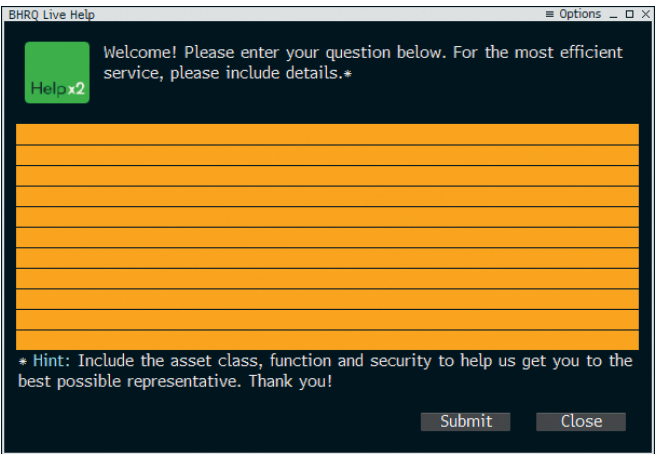 BHRQ Live Help
≡ Options _ □ X
Welcome! Please enter your question below. For the most efficient
service, please include details.*
Help x2
* Hint: Include the asset class, function and security to help us get you to the
best possible representative. Thank you!
Submit Close